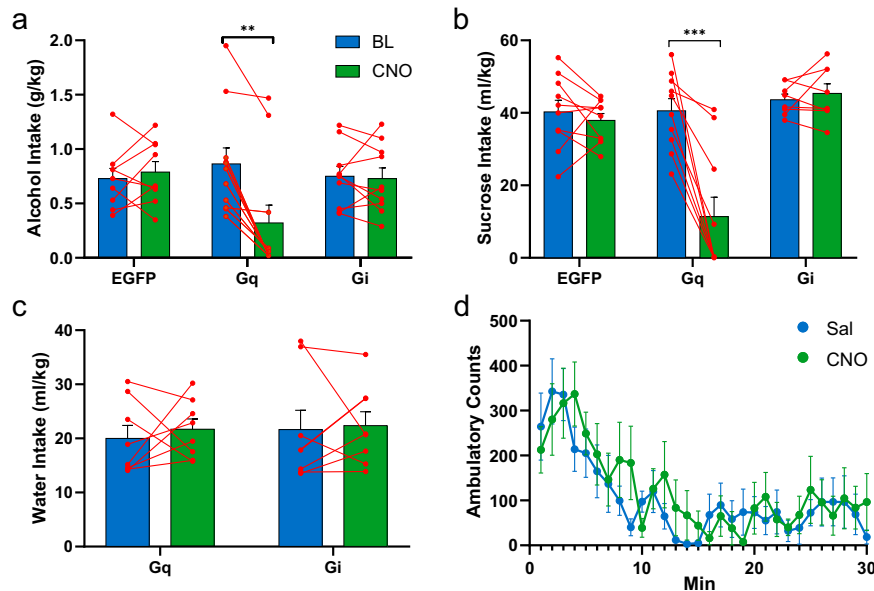 a
Alcohol Intake (g/kg)
2.0
1.5
1.0
0.5
0.0
**
BL
CNO
EGFP
Gq
Gi
b
Sucrose Intake (ml/kg)
60
40
20
0
***
EGFP
Gq
Gi
c
Water Intake (ml/kg)
40
30
20
10
0
Gq
Gi
d
Ambulatory Counts
500
400
300
200
100
0
Sal
CNO
0
10
20
30
Min